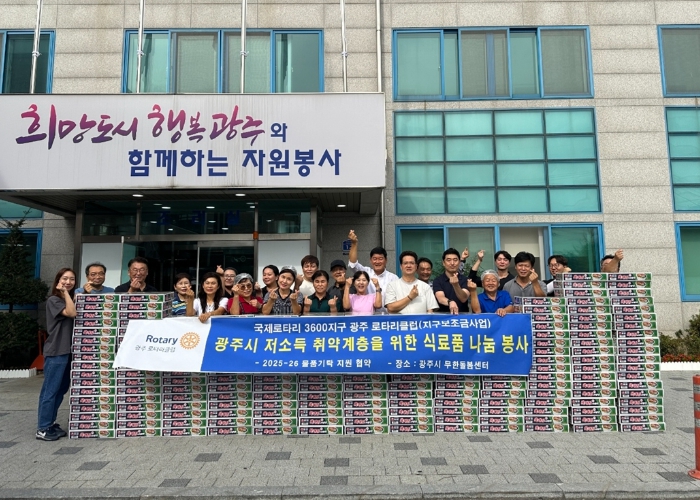 희망도시 행복광주와
함께하는 자원봉사
국제로타리 3600지구 광주 로타리클럽(지구보조금사업)
Rotary
광주 로타리클럽
광주시 저소득 취약계층을 위한 식료품 나눔 봉사
- 2025-26 물품기탁 지원 협약 - 장소 : 광주시 무한돌봄센터